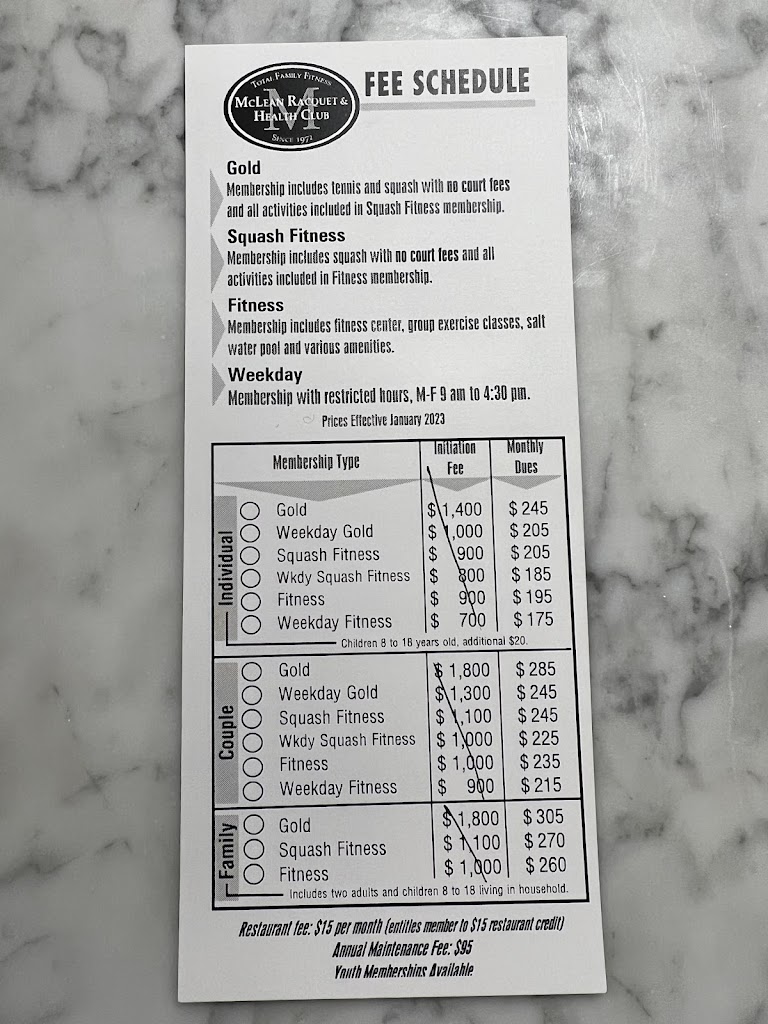 TOTAL FAMILY FITNESS
McLEAN RACQUET &
HEALTH CLUB
M
SINCE 1971
FEE SCHEDULE
Gold
Membership includes tennis and squash with no court fees
and all activities included in Squash Fitness membership.
Squash Fitness
Membership includes squash with no court fees and all
activities included in Fitness membership.
Fitness
Membership includes fitness center, group exercise classes, salt
water pool and various amenities.
Weekday
Membership with restricted hours, M-F 9 am to 4:30 pm.
Prices Effective January 2023
Membership Type Initiation Fee Monthly Dues
Individual
Gold $1,400 $245
Weekday Gold $1,000 $205
Squash Fitness $ 900 $205
Wkdy Squash Fitness $ 800 $185
Fitness $ 900 $195
Weekday Fitness $ 700 $175
Children 8 to 18 years old, additional $20.
Couple
Gold $1,800 $285
Weekday Gold $1,300 $245
Squash Fitness $1,100 $245
Wkdy Squash Fitness $1,000 $225
Fitness $1,000 $235
Weekday Fitness $ 900 $215
Family
Gold $1,800 $305
Squash Fitness $1,100 $270
Fitness $1,000 $260
Includes two adults and children 8 to 18 living in household.
Restaurant fee: $15 per month (entitles member to $15 restaurant credit)
Annual Maintenance Fee: $95
Youth Memberships Available